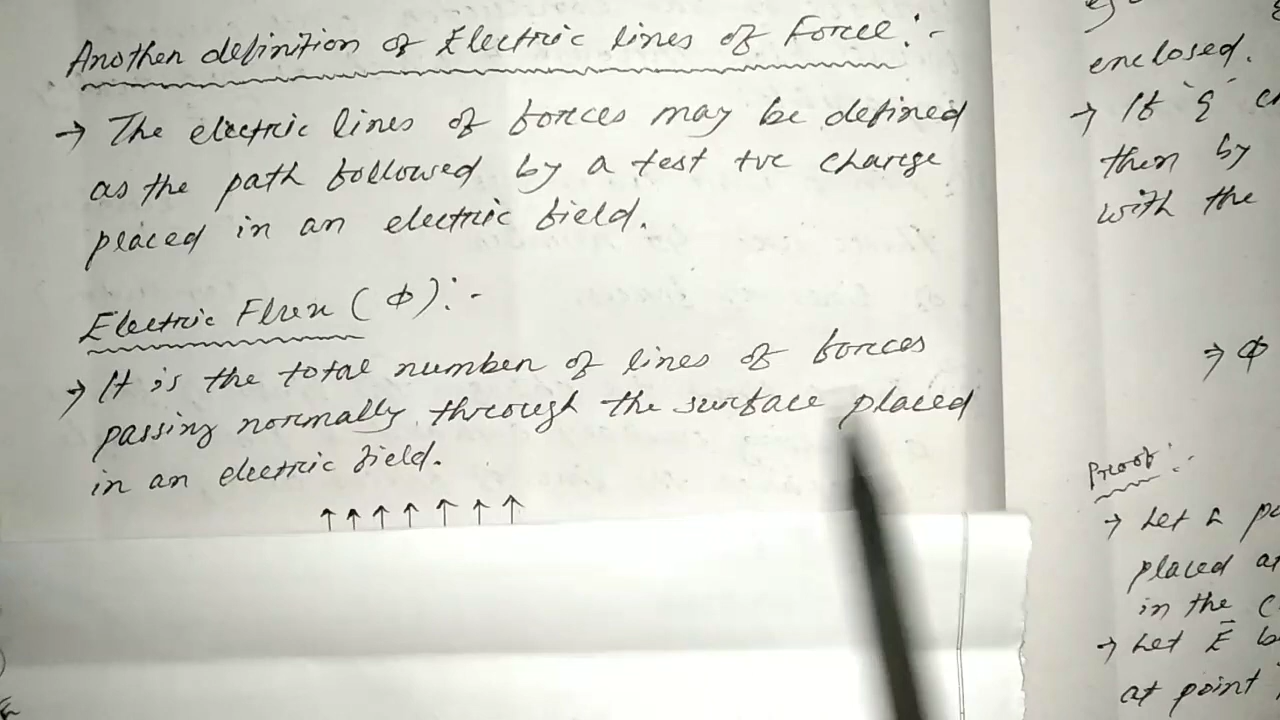 Another definition of Electric lines of Force:-
→ The electric lines of forces may be defined
as the path followed by a test +ve charge
placed in an electric field.
Electric Flux (Φ):-
→ It is the total number of lines of forces
passing normally through the surface placed
in an electric field.
↑ ↑ ↑ ↑ ↑ ↑ ↑
enclosed.
→ If 'q'
then by
with the
⇒ Φ
Proof:-
→ Let a
placed
in the
→ Let E⃗
at point